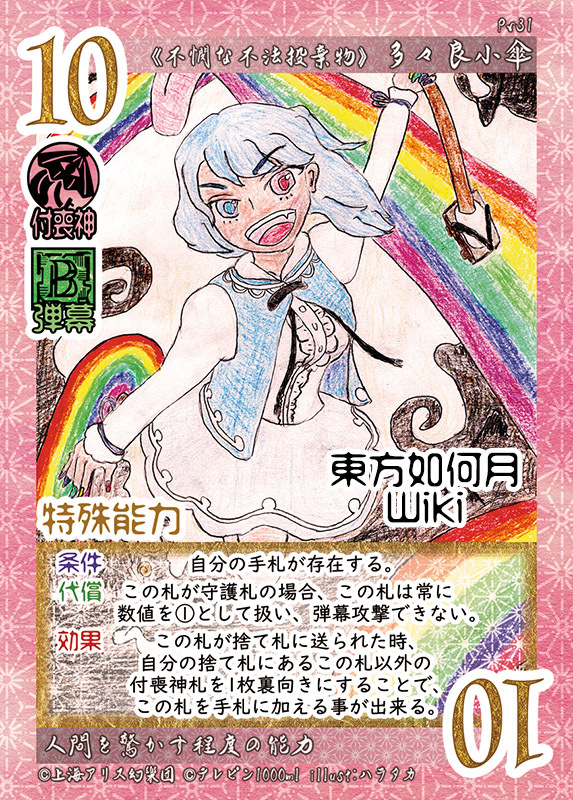 Pr31
《不憫な不法投棄物》 多々良小傘
10
付喪神
B
弾幕
東方如何月
Wiki
特殊能力
条件 自分の手札が存在する。
代償 この札が守護札の場合、この札は常に
数値を①として扱い、弾幕攻撃できない。
効果 この札が捨て札に送られた時、
自分の捨て札にあるこの札以外の
付喪神札を1枚裏向きにすることで、
この札を手札に加える事が出来る。
10
人間を驚かす程度の能力
©上海アリス幻樂団 ©テレピン1000ml illust:ハラタカ